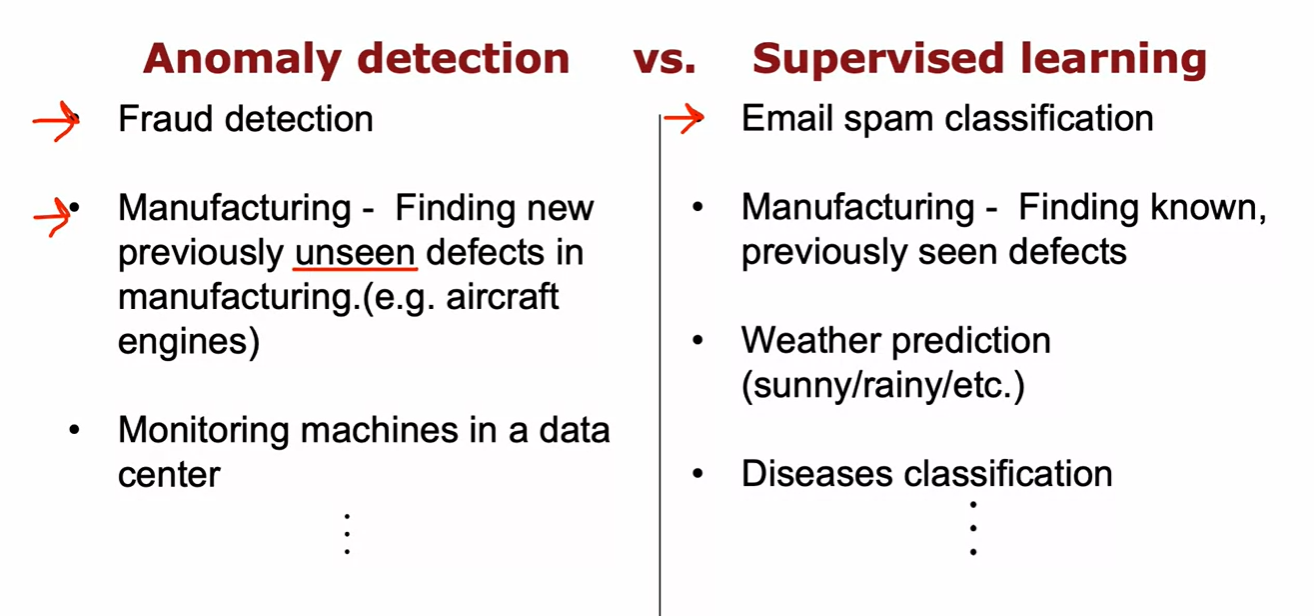 Anomaly detection vs. Supervised learning
• Fraud detection
• Manufacturing - Finding new
previously unseen defects in
manufacturing.(e.g. aircraft
engines)
• Monitoring machines in a data
center
• Email spam classification
• Manufacturing - Finding known,
previously seen defects
• Weather prediction
(sunny/rainy/etc.)
• Diseases classification